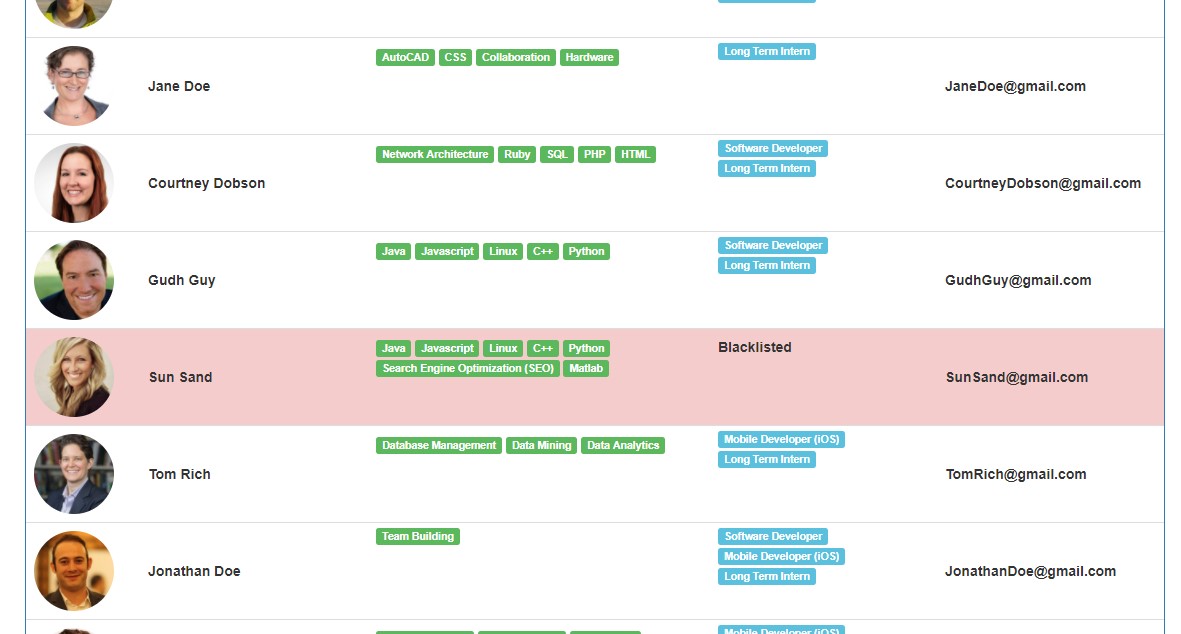 AutoCAD CSS Collaboration Hardware Long Term Intern
Jane Doe JaneDoe@gmail.com
Network Architecture Ruby SQL PHP HTML Software Developer
Long Term Intern
Courtney Dobson CourtneyDobson@gmail.com
Java Javascript Linux C++ Python Software Developer
Long Term Intern
Gudh Guy GudhGuy@gmail.com
Java Javascript Linux C++ Python Blacklisted
Search Engine Optimization (SEO) Matlab
Sun Sand SunSand@gmail.com
Database Management Data Mining Data Analytics Mobile Developer (iOS)
Long Term Intern
Tom Rich TomRich@gmail.com
Team Building Software Developer
Mobile Developer (iOS)
Long Term Intern
Jonathan Doe JonathanDoe@gmail.com
Mobile Developer (iOS)